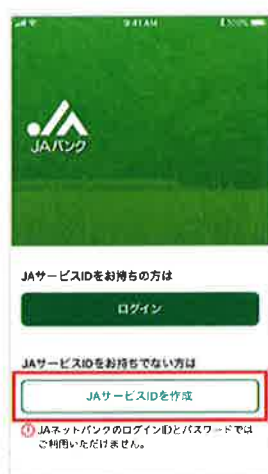 9:41 AM
JAバンク
JAサービスIDをお持ちの方は
ログイン
JAサービスIDをお持ちでない方は
JAサービスIDを作成
JAネットバンクのログインIDとパスワードでは
ご利用いただけません。